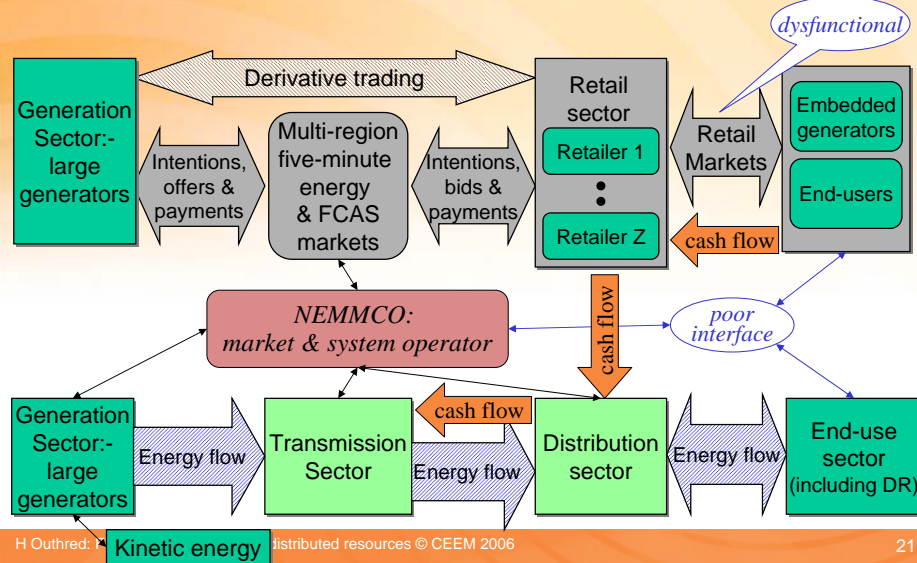 dysfunctional
Derivative trading
Generation
Sector:-
large
generators
Intentions,
offers &
payments
Multi-region
five-minute
energy
& FCAS
markets
Intentions,
bids &
payments
Retail
sector
Retailer 1
Retailer Z
Retail
Markets
Embedded
generators
End-users
cash flow
cash flow
NEMMCO:
market & system operator
poor
interface
Generation
Sector:-
large
generators
Energy flow
Transmission
Sector
cash flow
Energy flow
Distribution
sector
Energy flow
End-use
sector
(including DR)
Kinetic energy
H Outhred: distributed resources © CEEM 2006
21